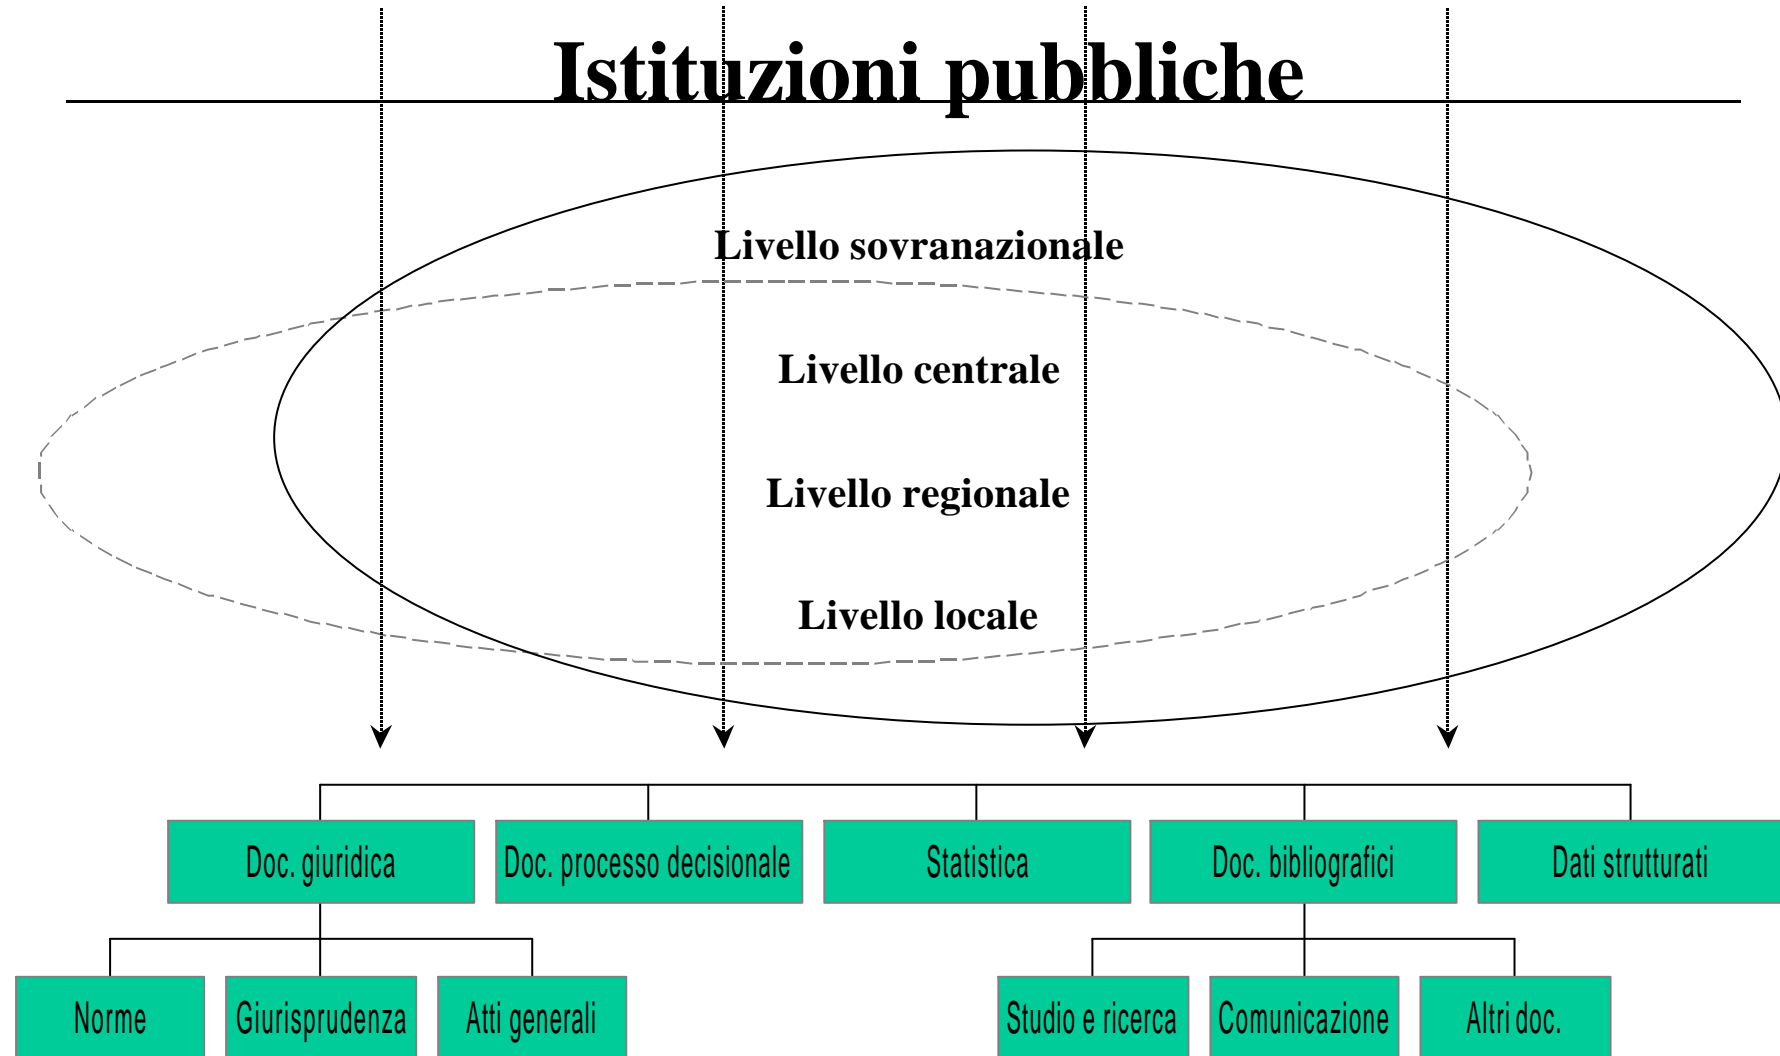 Istituzioni pubbliche
Livello sovranazionale
Livello centrale
Livello regionale
Livello locale
Doc. giuridica
Doc. processo decisionale
Statistica
Doc. bibliografici
Dati strutturati
Norme
Giurisprudenza
Atti generali
Studio e ricerca
Comunicazione
Altri doc.